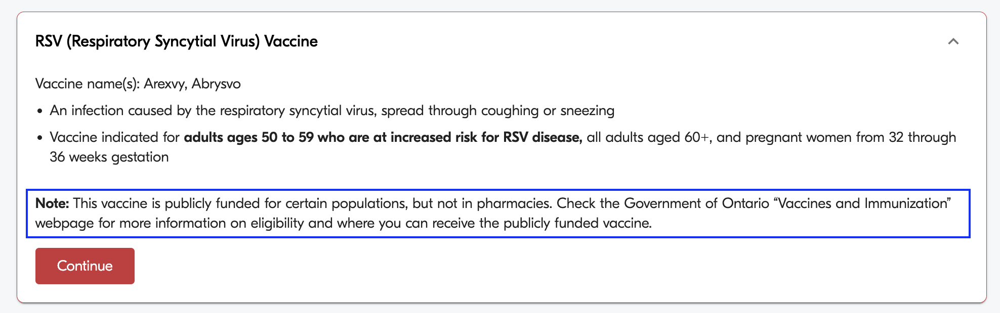 RSV (Respiratory Syncytial Virus) Vaccine
Vaccine name(s): Arexvy, Abrysvo
• An infection caused by the respiratory syncytial virus, spread through coughing or sneezing
• Vaccine indicated for adults ages 50 to 59 who are at increased risk for RSV disease, all adults aged 60+, and pregnant women from 32 through
36 weeks gestation
Note: This vaccine is publicly funded for certain populations, but not in pharmacies. Check the Government of Ontario “Vaccines and Immunization”
webpage for more information on eligibility and where you can receive the publicly funded vaccine.
Continue